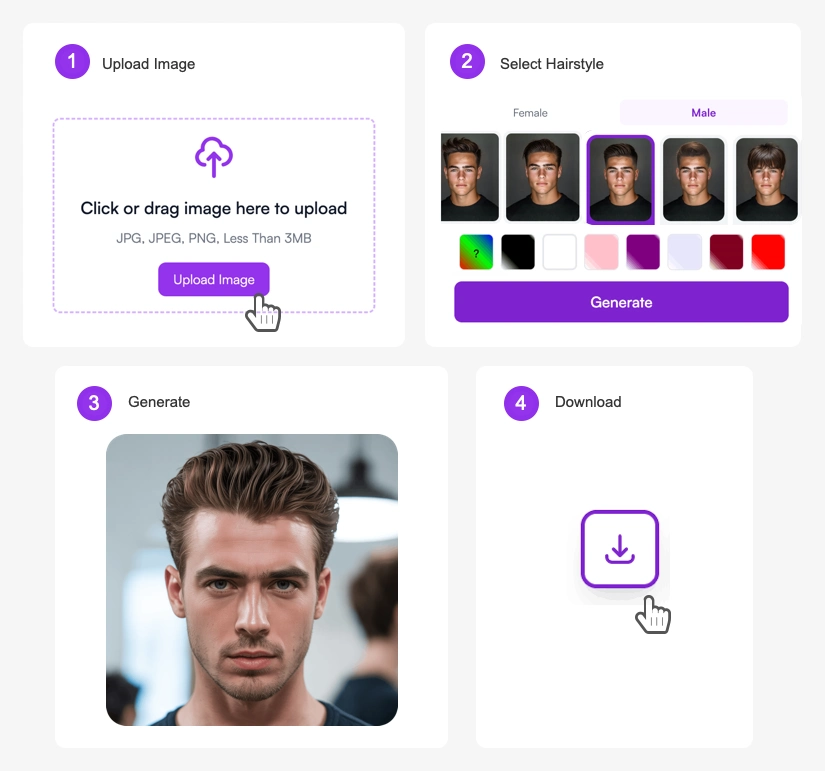 1 Upload Image
Click or drag image here to upload
JPG, JPEG, PNG, Less Than 3MB
Upload Image
2 Select Hairstyle
Female Male
?
Generate
3 Generate
4 Download